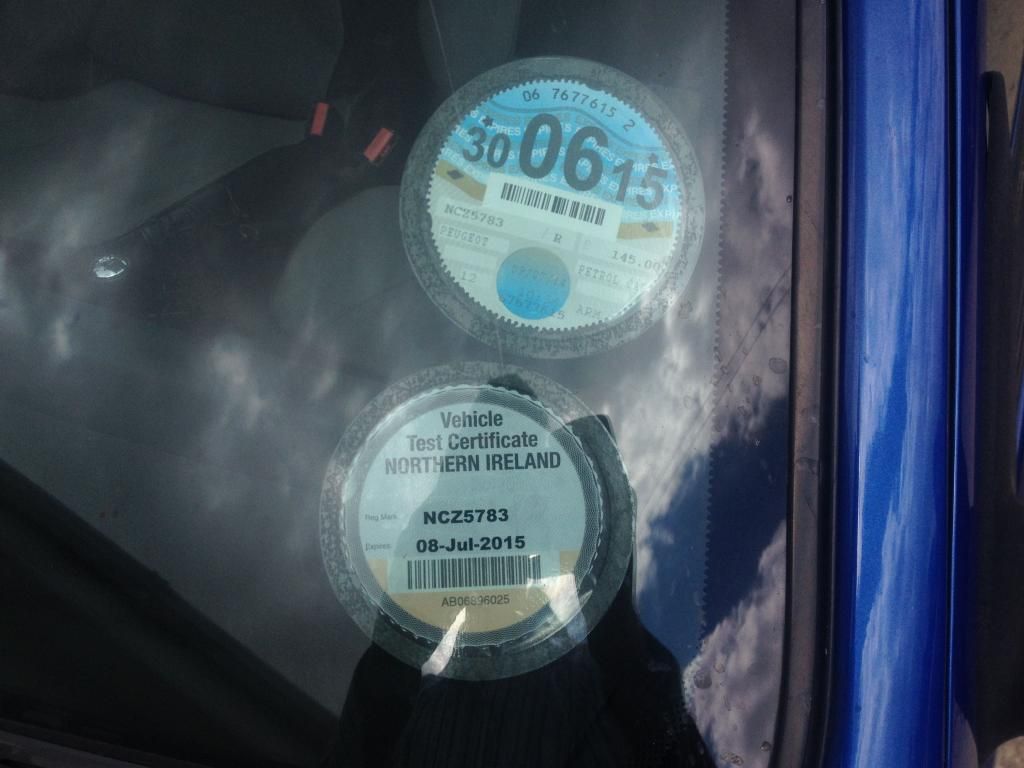 06 7677615 2
30 06 15
NCZ5783 / R 145.00
PEUGEOT PETROL
12
Vehicle
Test Certificate
NORTHERN IRELAND
Reg Mark NCZ5783
Expires: 08-Jul-2015
AB06896025